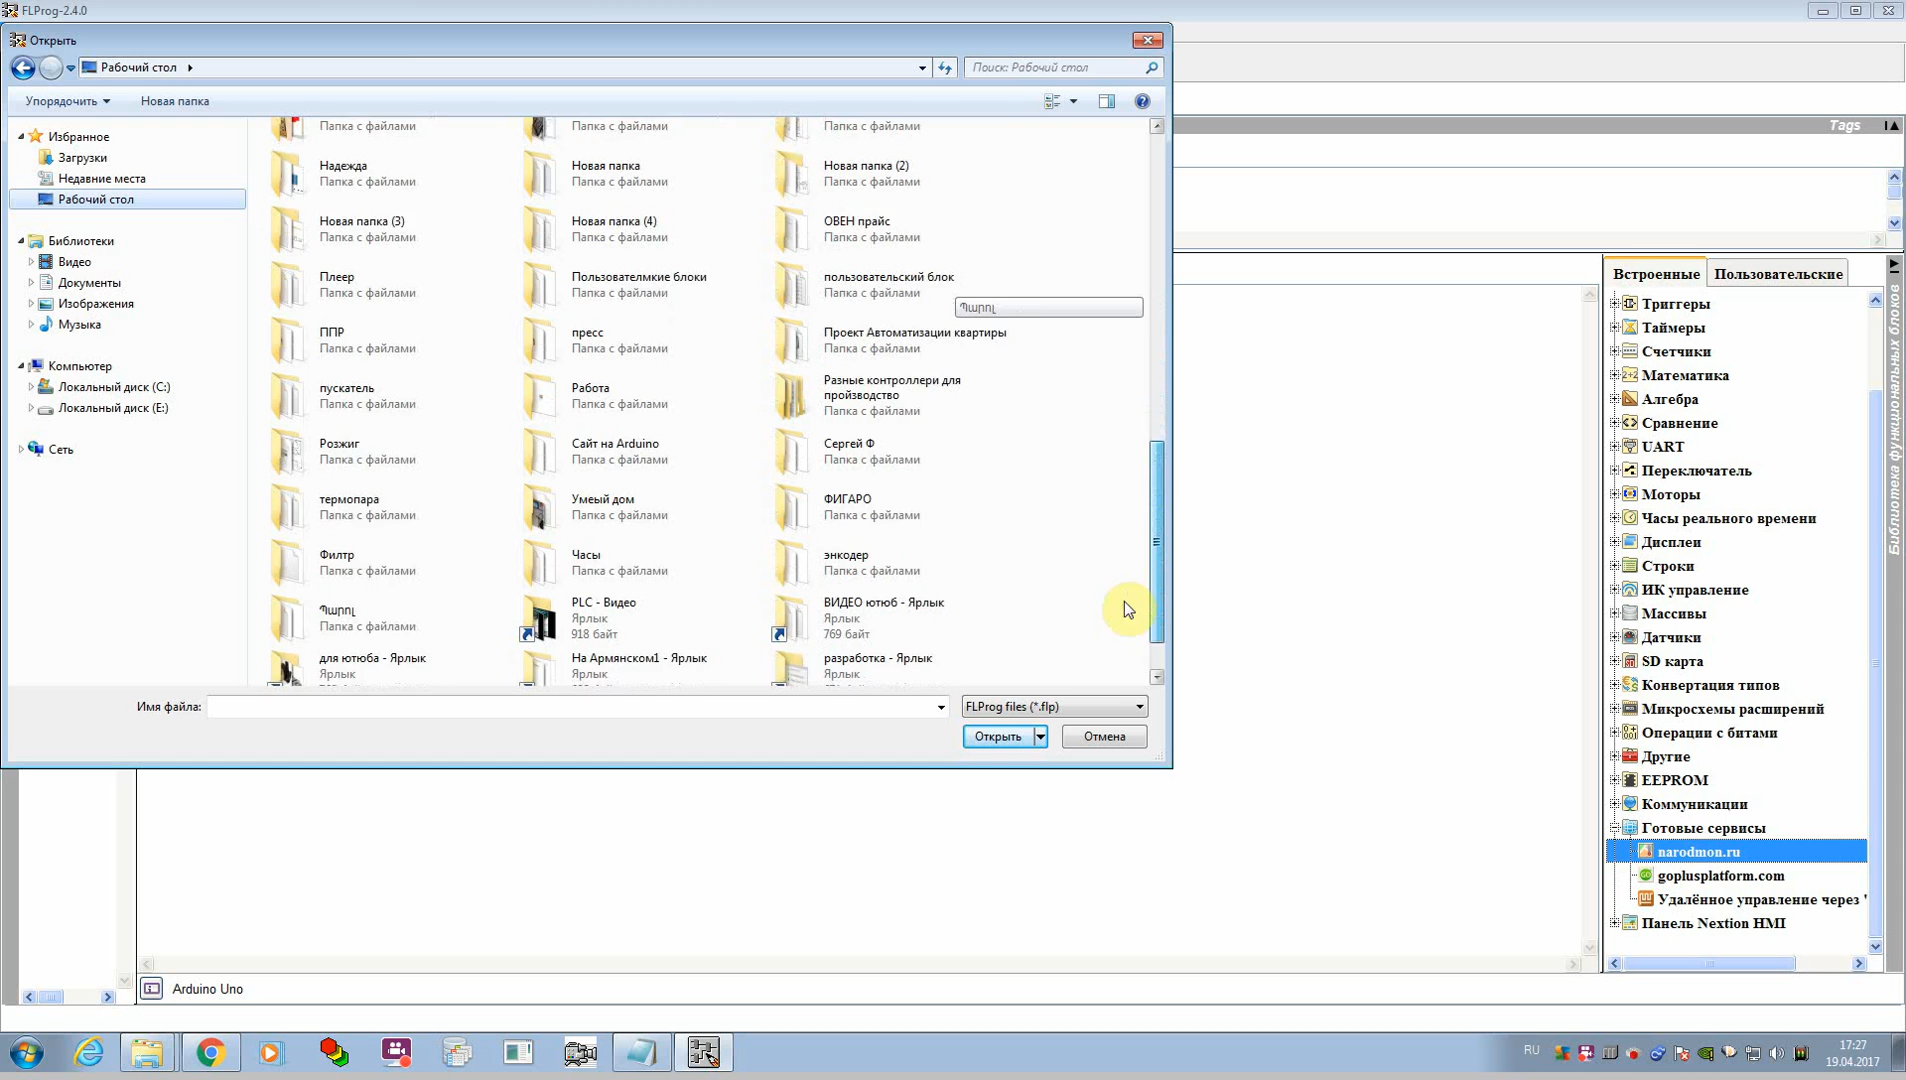 FLProg-2.4.0
Открыть
Рабочий стол
Поиск: Рабочий стол
Упорядочить
Новая папка
Избранное
Загрузки
Недавние места
Рабочий стол
Библиотеки
Видео
Документы
Изображения
Музыка
Компьютер
Локальный диск (C:)
Локальный диск (E:)
Сеть
Папка с файлами
Папка с файлами
Папка с файлами
Надежда
Папка с файлами
Новая папка
Папка с файлами
Новая папка (2)
Папка с файлами
Новая папка (3)
Папка с файлами
Новая папка (4)
Папка с файлами
ОВЕН прайс
Папка с файлами
Плеер
Папка с файлами
Пользователмкие блоки
Папка с файлами
пользовательский блок
Папка с файлами
Պարոլ
ППР
Папка с файлами
пресс
Папка с файлами
Проект Автоматизации квартиры
Папка с файлами
пускатель
Папка с файлами
Работа
Папка с файлами
Разные контроллери для
пройзводство
Папка с файлами
Розжиг
Папка с файлами
Сайт на Arduino
Папка с файлами
Сергей Ф
Папка с файлами
термопара
Папка с файлами
Умеый дом
Папка с файлами
ФИГАРО
Папка с файлами
Филтр
Папка с файлами
Часы
Папка с файлами
энкодер
Папка с файлами
Պարոլ
Папка с файлами
PLC - Видео
Ярлык
918 байт
ВИДЕО ютюб - Ярлык
Ярлык
769 байт
для ютюба - Ярлык
Ярлык
На Армянском1 - Ярлык
Ярлык
разработка - Ярлык
Ярлык
Имя файла:
FLProg files (*.flp)
Открыть
Отмена
Tags
Встроенные
Пользовательские
Триггеры
Таймеры
Счетчики
Математика
Алгебра
Сравнение
UART
Переключатель
Моторы
Часы реального времени
Дисплеи
Строки
ИК управление
Массивы
Датчики
SD карта
Конвертация типов
Микросхемы расширений
Операции с битами
Другие
EEPROM
Коммуникации
Готовые сервисы
narodmon.ru
goplusplatform.com
Удалённое управление через "
Панель Nextion HMI
Библиотека функциональных блоков
Arduino Uno
RU
17:27
19.04.2017